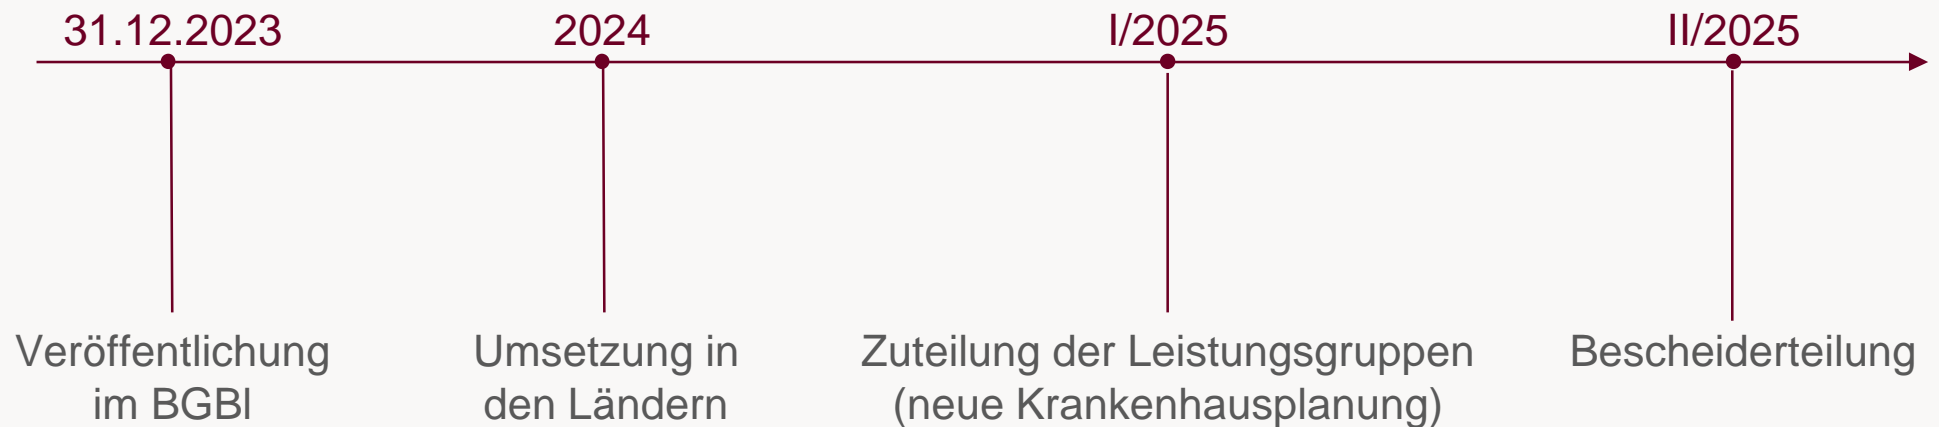 31.12.2023
2024
I/2025
II/2025
Veröffentlichung
im BGBl
Umsetzung in
den Ländern
Zuteilung der Leistungsgruppen
(neue Krankenhausplanung)
Bescheiderteilung